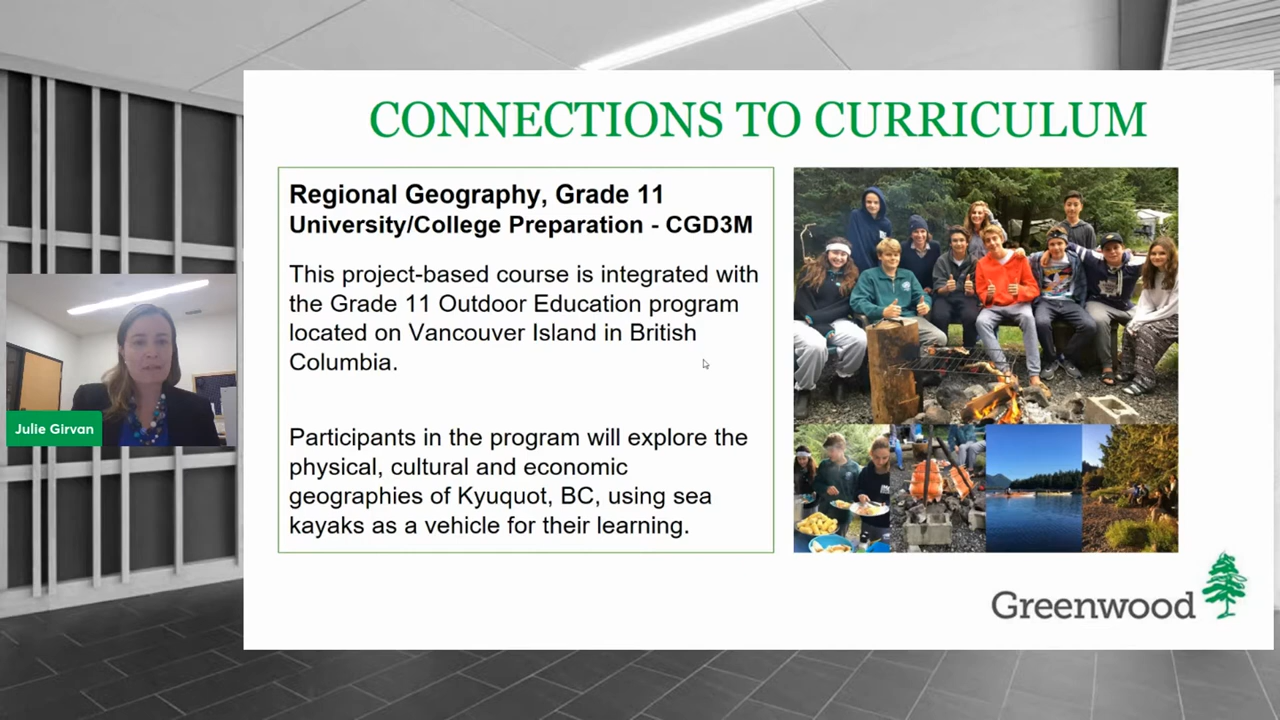 CONNECTIONS TO CURRICULUM
Regional Geography, Grade 11
University/College Preparation - CGD3M
This project-based course is integrated with
the Grade 11 Outdoor Education program
located on Vancouver Island in British
Columbia.
Participants in the program will explore the
physical, cultural and economic
geographies of Kyuquot, BC, using sea
kayaks as a vehicle for their learning.
Julie Girvan
Greenwood